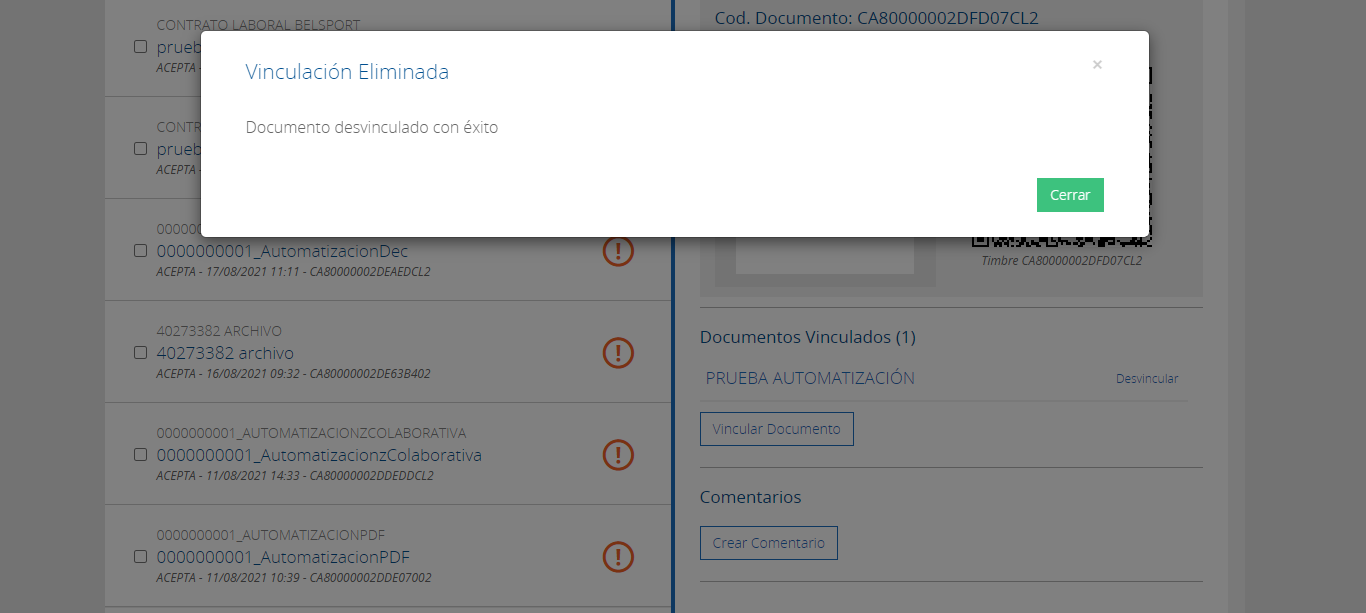 CONTRATO LABORAL BELSPORT
prueb
ACEPTA -
CONTR
prueb
ACEPTA -
00000
0000000001_AutomatizacionDec
ACEPTA - 17/08/2021 11:11 - CA80000002DEAEDCL2
40273382 ARCHIVO
40273382 archivo
ACEPTA - 16/08/2021 09:32 - CA80000002DE63B402
0000000001_AUTOMATIZACIONZCOLABORATIVA
0000000001_AutomatizacionzColaborativa
ACEPTA - 11/08/2021 14:33 - CA80000002DDEDDCL2
0000000001_AUTOMATIZACIONPDF
0000000001_AutomatizacionPDF
ACEPTA - 11/08/2021 10:39 - CA80000002DDE07002
Cod. Documento: CA80000002DFD07CL2
Vinculación Eliminada
×
Documento desvinculado con éxito
Cerrar
Timbre CA80000002DFD07CL2
Documentos Vinculados (1)
PRUEBA AUTOMATIZACIÓN
Desvincular
Vincular Documento
Comentarios
Crear Comentario